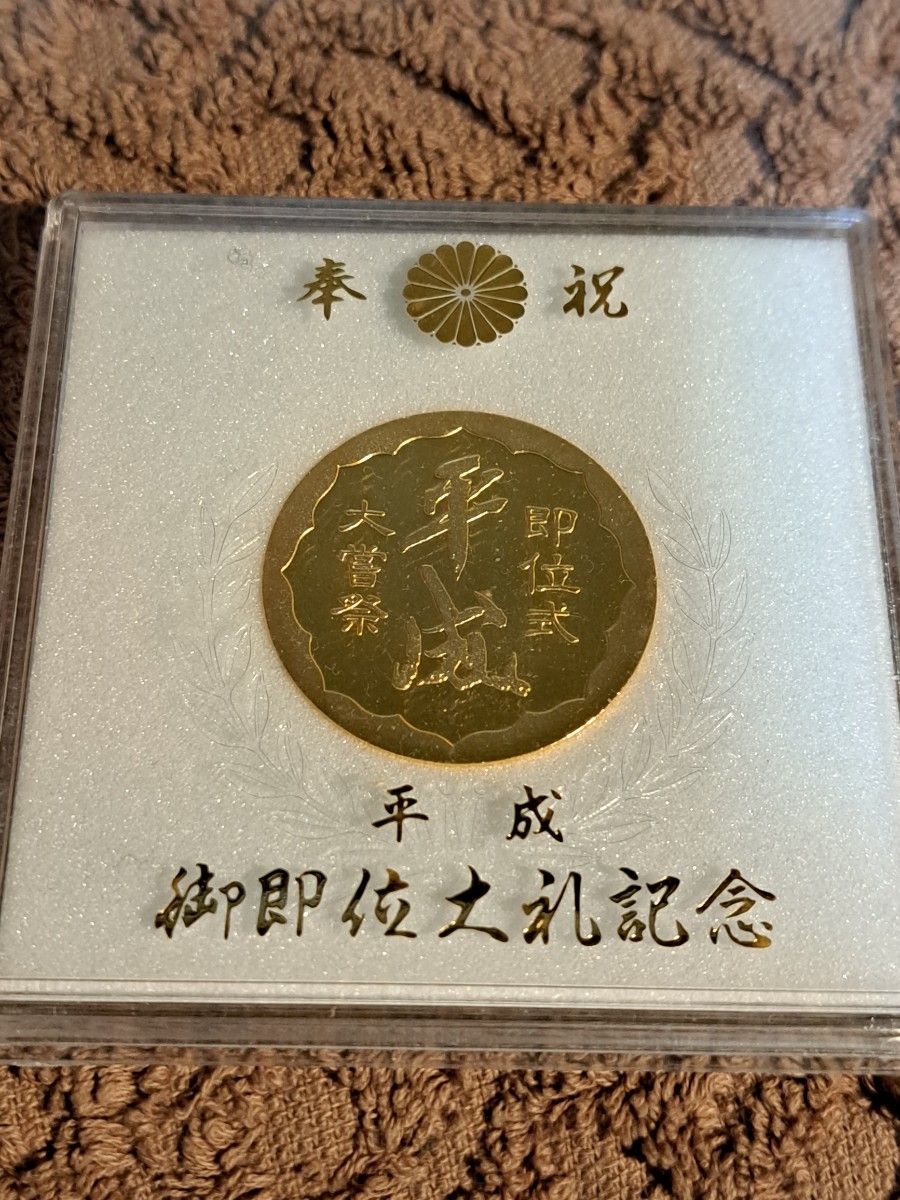 奉 祝
即位式
平成
大嘗祭
平 成
御即位大礼記念